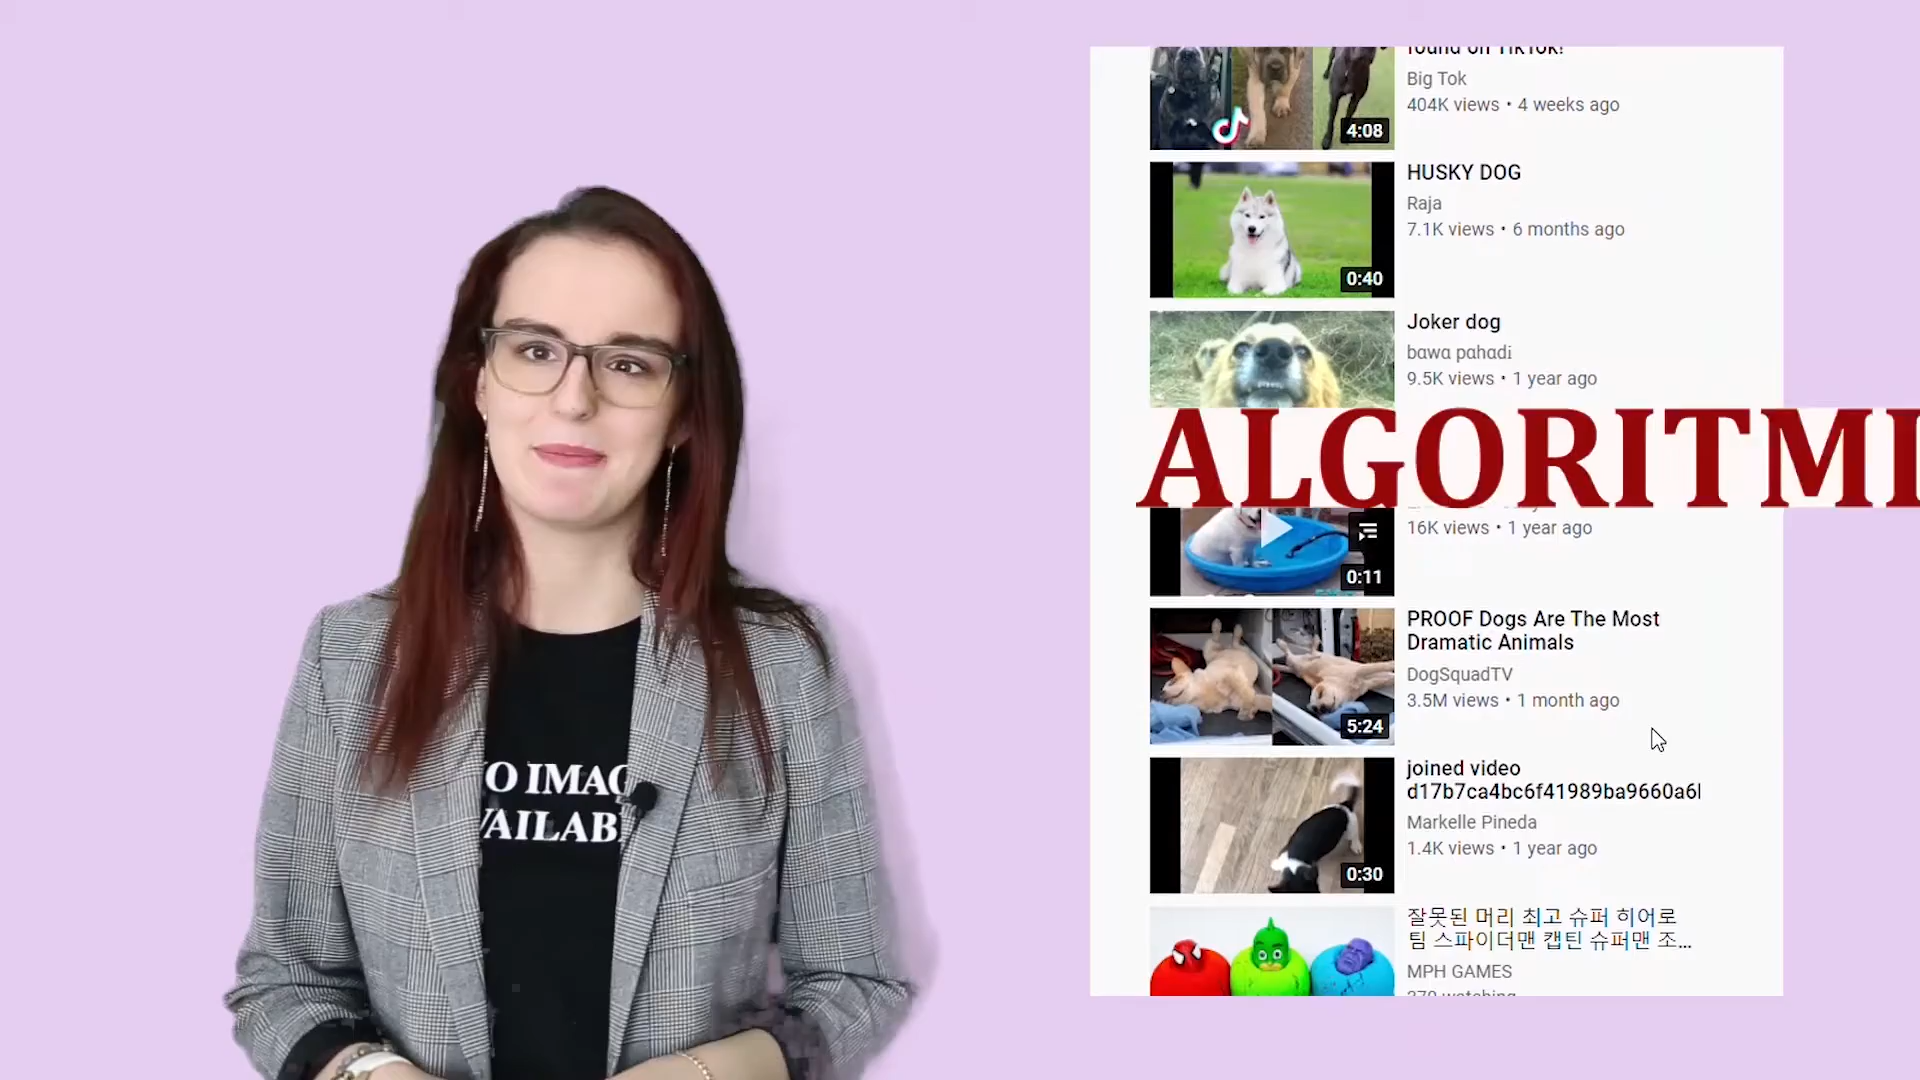 Big Tok
404K views • 4 weeks ago
4:08
HUSKY DOG
Raja
7.1K views • 6 months ago
0:40
Joker dog
bawa pahadi
9.5K views • 1 year ago
ALGORITMI
16K views • 1 year ago
0:11
PROOF Dogs Are The Most
Dramatic Animals
DogSquadTV
3.5M views • 1 month ago
5:24
joined video
d17b7ca4bc6f41989ba9660a6
Markelle Pineda
1.4K views • 1 year ago
0:30
잘못된 머리 최고 슈퍼 히어로
팀 스파이더맨 캡틴 슈퍼맨 조...
MPH GAMES
O IMAG
VAILAB